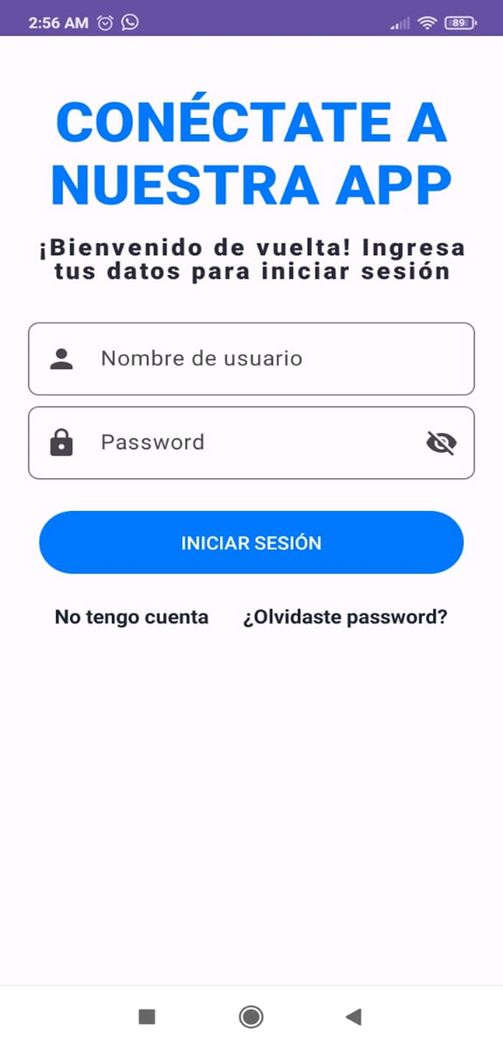 2:56 AM 89
CONÉCTATE A
NUESTRA APP
¡Bienvenido de vuelta! Ingresa
tus datos para iniciar sesión
Nombre de usuario
Password
INICIAR SESIÓN
No tengo cuenta ¿Olvidaste password?